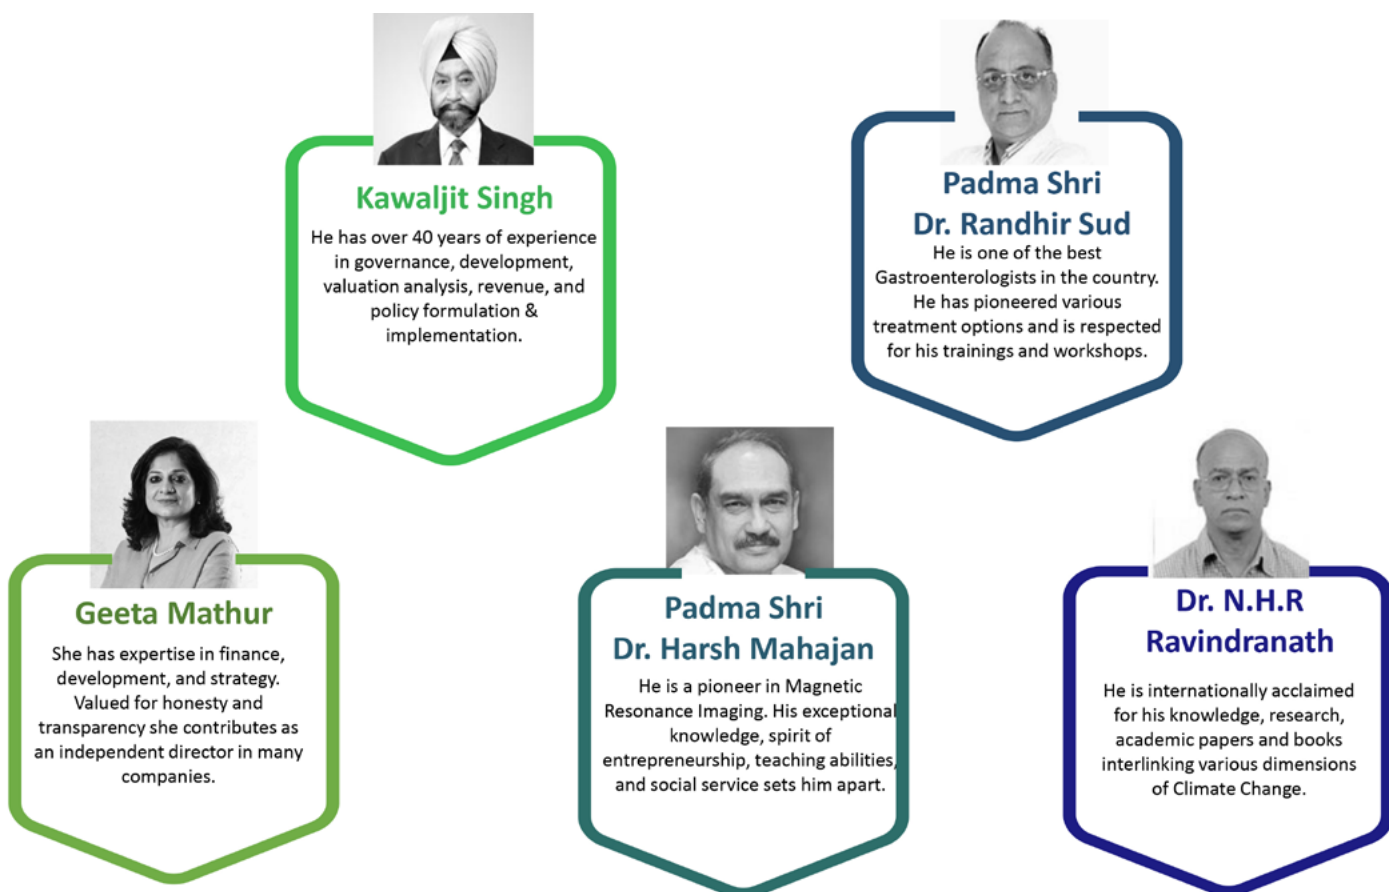 Kawaljit Singh
He has over 40 years of experience
in governance, development,
valuation analysis, revenue, and
policy formulation &
implementation.
Padma Shri
Dr. Randhir Sud
He is one of the best
Gastroenterologists in the country.
He has pioneered various
treatment options and is respected
for his trainings and workshops.
Geeta Mathur
She has expertise in finance,
development, and strategy.
Valued for honesty and
transparency she contributes as
an independent director in many
companies.
Padma Shri
Dr. Harsh Mahajan
He is a pioneer in Magnetic
Resonance Imaging. His exceptional
knowledge, spirit of
entrepreneurship, teaching abilities,
and social service sets him apart.
Dr. N.H.R
Ravindranath
He is internationally acclaimed
for his knowledge, research,
academic papers and books
interlinking various dimensions
of Climate Change.